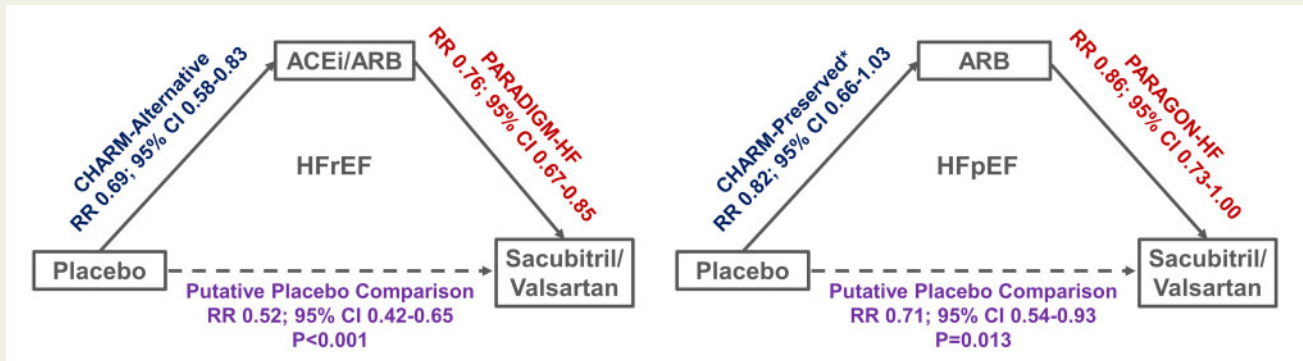 CHARM-Alternative
RR 0.69; 95% CI 0.58-0.83
ACEi/ARB
PARADIGM-HF
RR 0.76; 95% CI 0.67-0.85
HFrEF
Placebo
Sacubitril/
Valsartan
Putative Placebo Comparison
RR 0.52; 95% CI 0.42-0.65
P<0.001
CHARM-Preserved*
RR 0.82; 95% CI 0.66-1.03
ARB
PARAGON-HF
RR 0.86; 95% CI 0.73-1.00
HFpEF
Placebo
Sacubitril/
Valsartan
Putative Placebo Comparison
RR 0.71; 95% CI 0.54-0.93
P=0.013